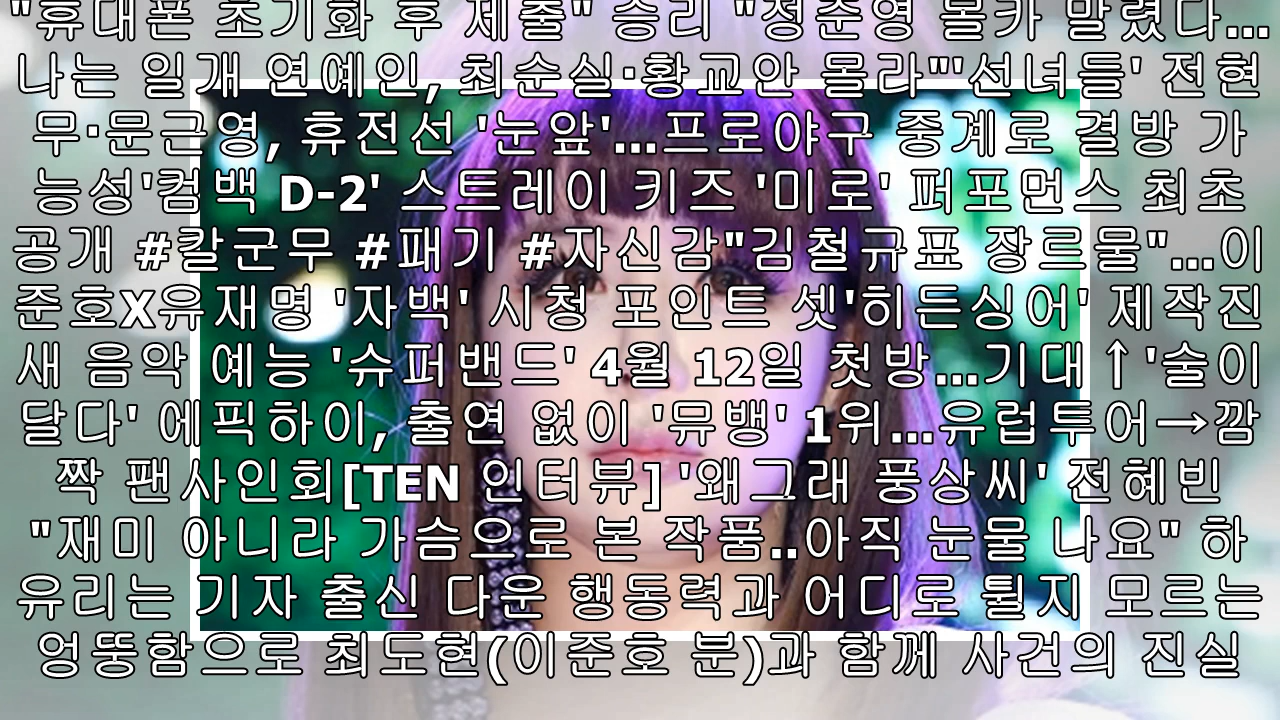 "휴대폰 초기화 후 제출" 승리 "정준영 몰카 말렸다...
나는 일개 연예인, 최순실·황교안 몰라"'선녀들' 전현
무·문근영, 휴전선 '눈앞'...프로야구 중계로 결방 가
능성'컴백 D-2' 스트레이 키즈 '미로' 퍼포먼스 최초
공개 #칼군무 #패기 #자신감"김철규표 장르물"...이
준호X유재명 '자백' 시청 포인트 셋'히든싱어' 제작진
새 음악 예능 '슈퍼밴드' 4월 12일 첫방...기대↑'술이
달다' 에픽하이, 출연 없이 '뮤뱅' 1위...유럽투어→깜
짝 팬사인회[TEN 인터뷰] '왜그래 풍상씨' 전혜빈
"재미 아니라 가슴으로 본 작품..아직 눈물 나요" 하
유리는 기자 출신 다운 행동력과 어디로 튈지 모르는
엉뚱함으로 최도현(이준호 분)과 함께 사건의 진실